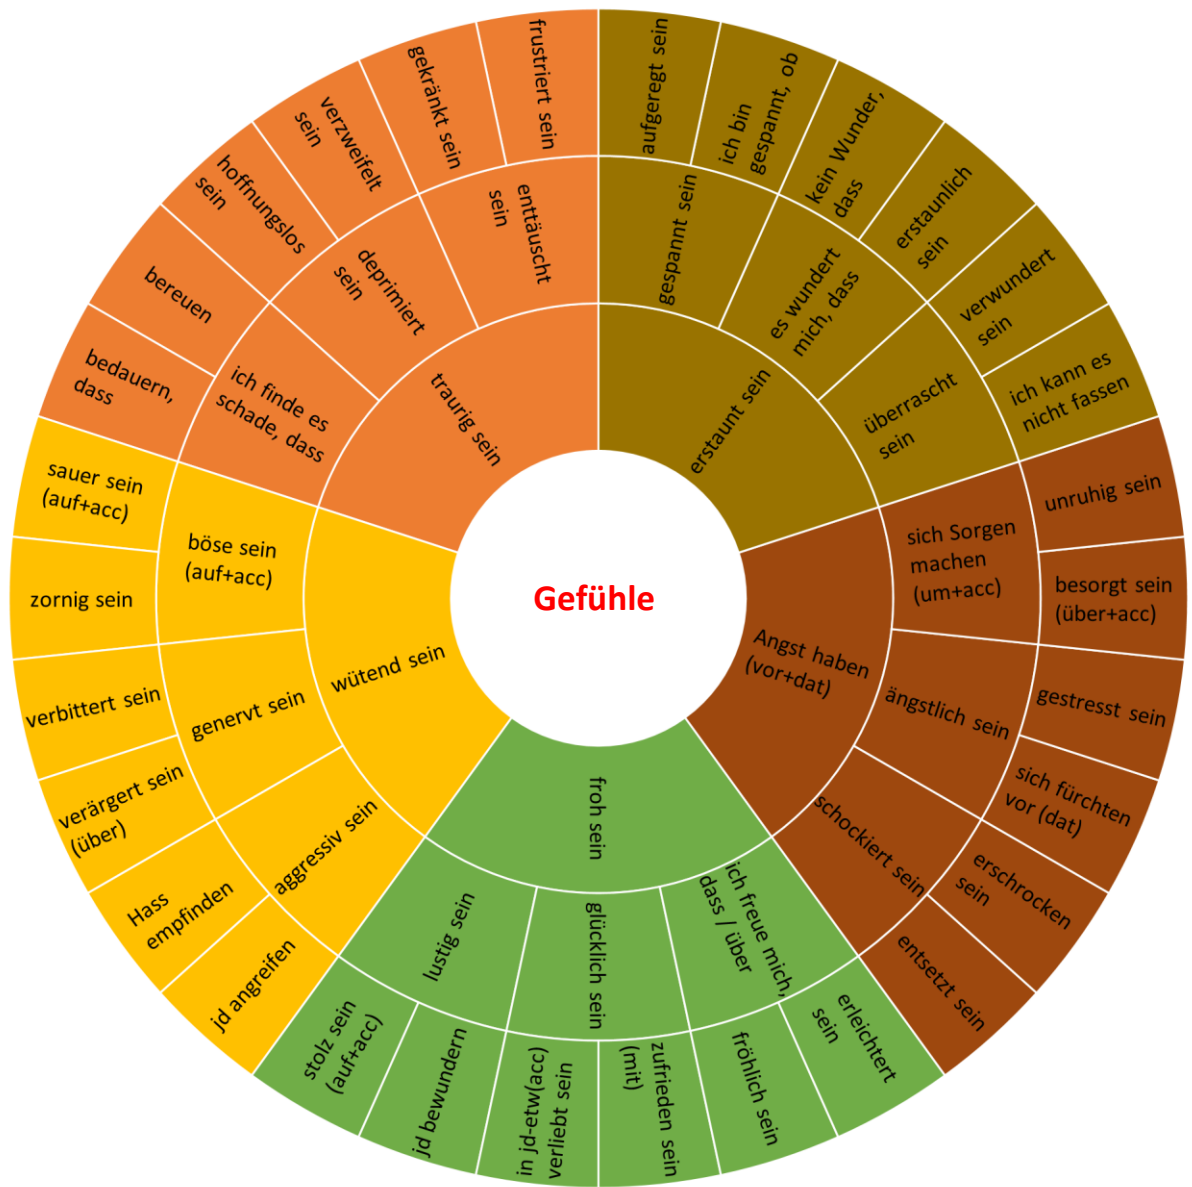 Gefühle
erstaunt sein
gespannt sein
es wundert
mich, dass
überrascht
sein
aufgeregt sein
ich bin
gespannt, ob
kein Wunder,
dass
erstaunlich
sein
verwundert
sein
ich kann es
nicht fassen
Angst haben
(vor+dat)
sich Sorgen
machen
(um+acc)
ängstlich sein
schockiert sein
unruhig sein
besorgt sein
(über+acc)
gestresst sein
sich fürchten
vor (dat)
erschrocken
sein
entsetzt sein
froh sein
ich freue mich,
dass / über
glücklich sein
lustig sein
erleichtert
sein
fröhlich sein
zufrieden sein
(mit)
in jd-etw(acc)
verliebt sein
jd bewundern
stolz sein
(auf+acc)
wütend sein
aggressiv sein
genervt sein
böse sein
(auf+acc)
jd angreifen
Hass
empfinden
verärgert sein
(über)
verbittert sein
zornig sein
sauer sein
(auf+acc)
traurig sein
ich finde es
schade, dass
deprimiert
sein
enttäuscht
sein
bedauern,
dass
bereuen
hoffnungslos
sein
verzweifelt
sein
gekränkt sein
frustriert sein